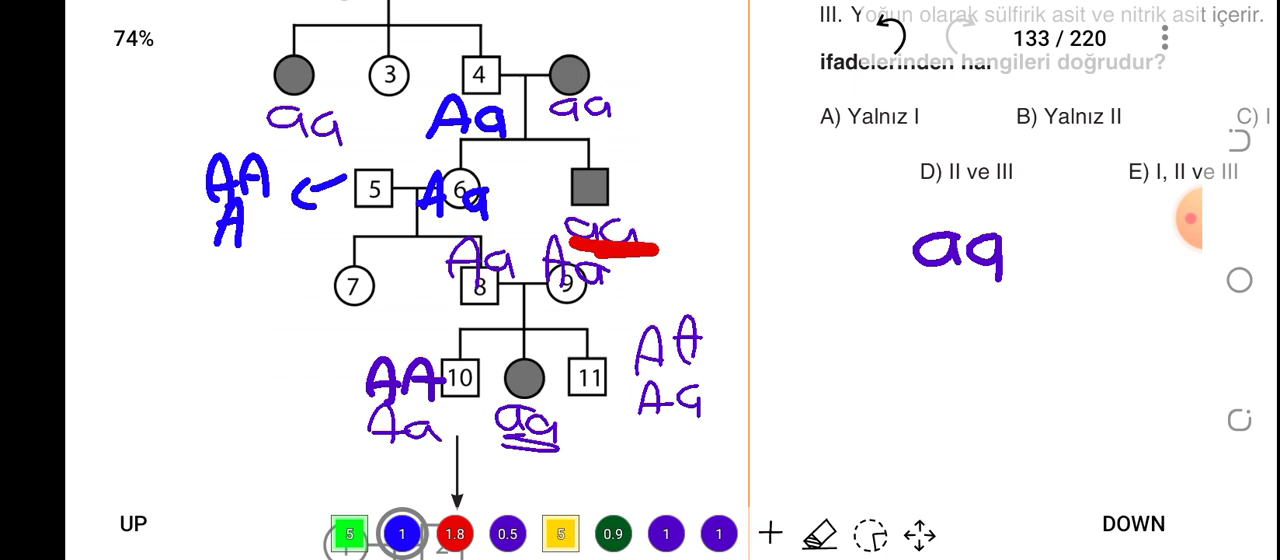 74%
3
4
aa
Aa
aa
AA
A
5
Aa
6
aa
Aa
Aa
7
8
9
10
11
AA
Aa
aa
AA
Aa
UP
5
1
1.8
0.5
5
0.9
1
1
2
III. Yoğun olarak sülfirik asit ve nitrik asit içerir.
133 / 220
ifadelerinden hangileri doğrudur?
A) Yalnız I B) Yalnız II C) I
D) II ve III E) I, II ve III
aa
DOWN